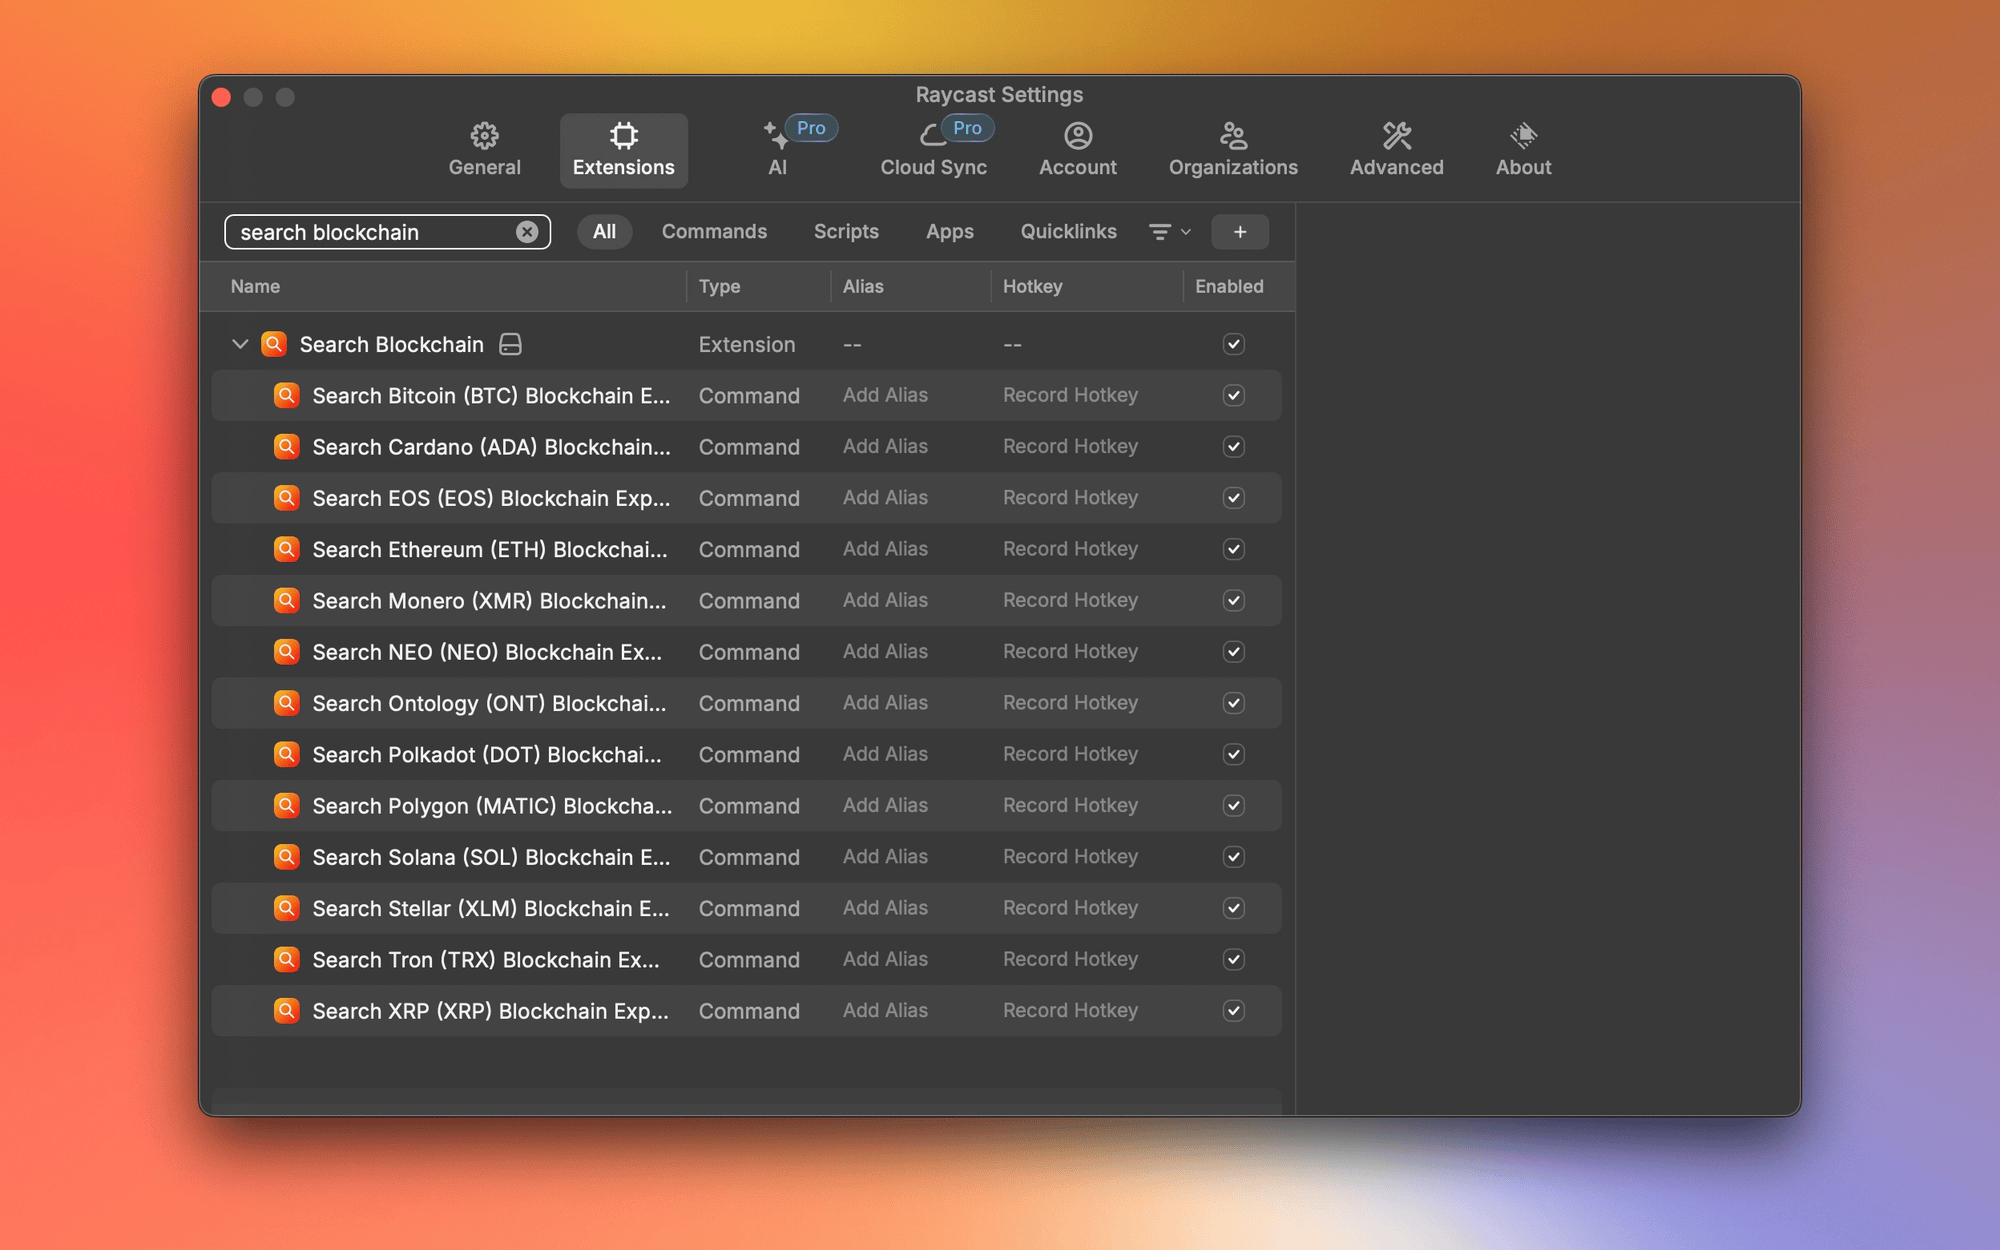 Raycast Settings
General
Extensions
Pro
AI
Pro
Cloud Sync
Account
Organizations
Advanced
About
search blockchain
All Commands Scripts Apps Quicklinks +
Name Type Alias Hotkey Enabled
Search Blockchain Extension -- --
Search Bitcoin (BTC) Blockchain E... Command Add Alias Record Hotkey
Search Cardano (ADA) Blockchain... Command Add Alias Record Hotkey
Search EOS (EOS) Blockchain Exp... Command Add Alias Record Hotkey
Search Ethereum (ETH) Blockchai... Command Add Alias Record Hotkey
Search Monero (XMR) Blockchain... Command Add Alias Record Hotkey
Search NEO (NEO) Blockchain Ex... Command Add Alias Record Hotkey
Search Ontology (ONT) Blockchai... Command Add Alias Record Hotkey
Search Polkadot (DOT) Blockchai... Command Add Alias Record Hotkey
Search Polygon (MATIC) Blockcha... Command Add Alias Record Hotkey
Search Solana (SOL) Blockchain E... Command Add Alias Record Hotkey
Search Stellar (XLM) Blockchain E... Command Add Alias Record Hotkey
Search Tron (TRX) Blockchain Ex... Command Add Alias Record Hotkey
Search XRP (XRP) Blockchain Exp... Command Add Alias Record Hotkey